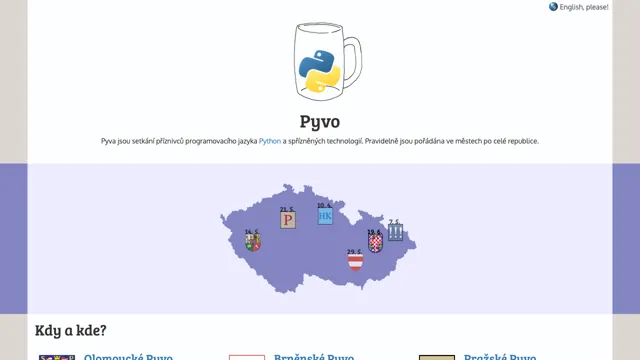 English, please!
Pyvo
Pyva jsou setkání příznivců programovacího jazyka Python a spřízněných technologií. Pravidelně jsou pořádána ve městech po celé republice.
21. 5.
P
10. 4.
HK
7. 5.
14. 5.
19. 6.
29. 5.
Kdy a kde?
Olomoucké Pyvo
Brněnské Pyvo
Pražské Pyvo